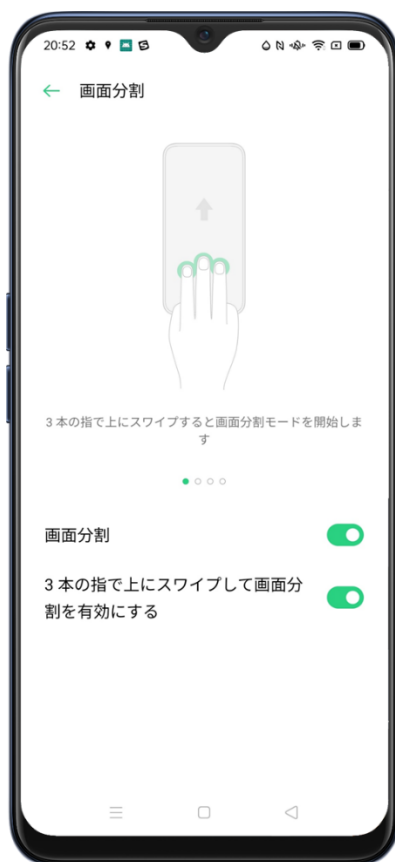 20:52
画面分割
3 本の指で上にスワイプすると画面分割モードを開始しま
す
画面分割
3 本の指で上にスワイプして画面分
割を有効にする